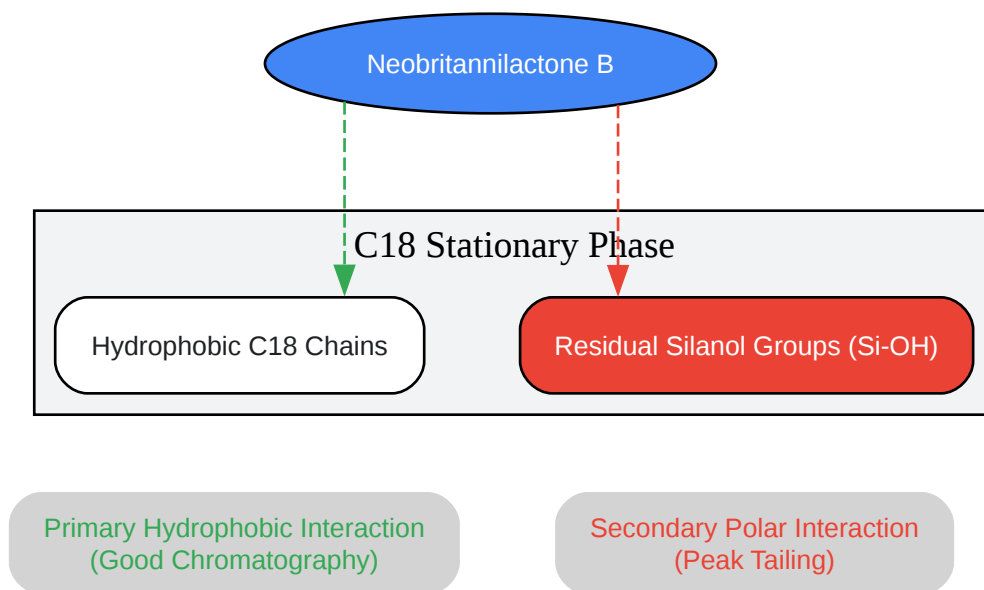 Neobritannilactone B
C18 Stationary Phase
Hydrophobic C18 Chains
Residual Silanol Groups (Si-OH)
Primary Hydrophobic Interaction
(Good Chromatography)
Secondary Polar Interaction
(Peak Tailing)